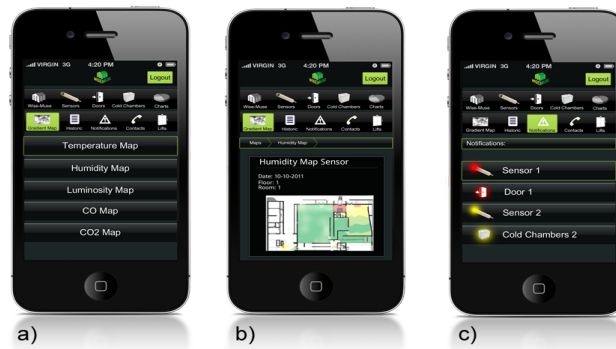 VIRGIN 3G 4:20 PM
Logout
Wise-Muse Sensors Doors Cold Chambers Charts
Gradient Map Historic Notifications Contacts Lifts
Temperature Map
Humidity Map
Luminosity Map
CO Map
CO2 Map
a)
VIRGIN 3G 4:20 PM
Logout
Wise-Muse Sensors Doors Cold Chambers Charts
Gradient Map Historic Notifications Contacts Lifts
Maps Humidity Map
Humidity Map Sensor
Date: 10-10-2011
Floor: 1
Room: 1
b)
VIRGIN 3G 4:20 PM
Logout
Wise-Muse Sensors Doors Cold Chambers Charts
Gradient Map Historic Notifications Contacts Lifts
Notifications:
Sensor 1
Door 1
Sensor 2
Cold Chambers 2
c)